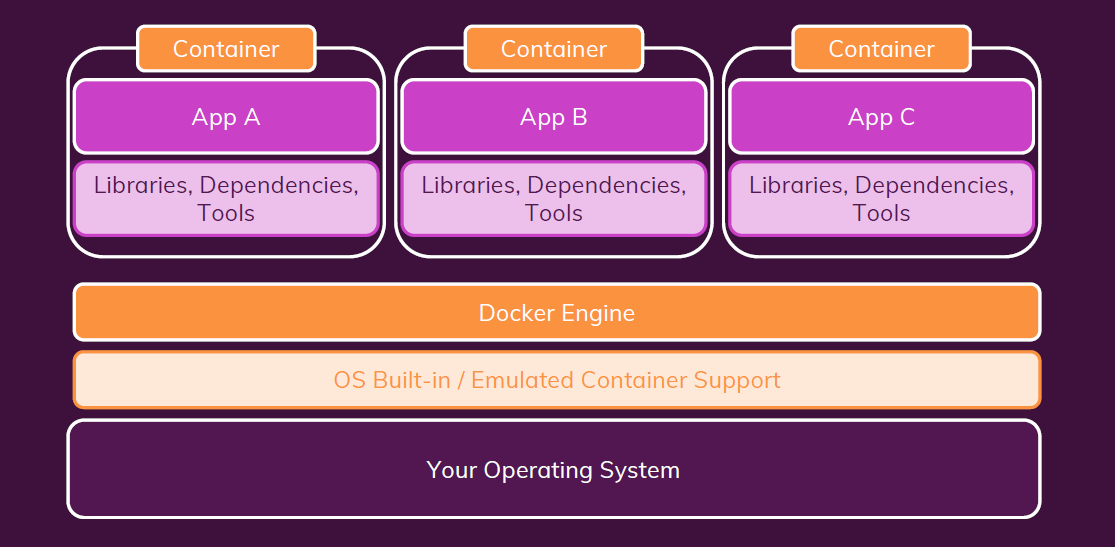 Container
Container
Container
App A
App B
App C
Libraries, Dependencies,
Tools
Libraries, Dependencies,
Tools
Libraries, Dependencies,
Tools
Docker Engine
OS Built-in / Emulated Container Support
Your Operating System